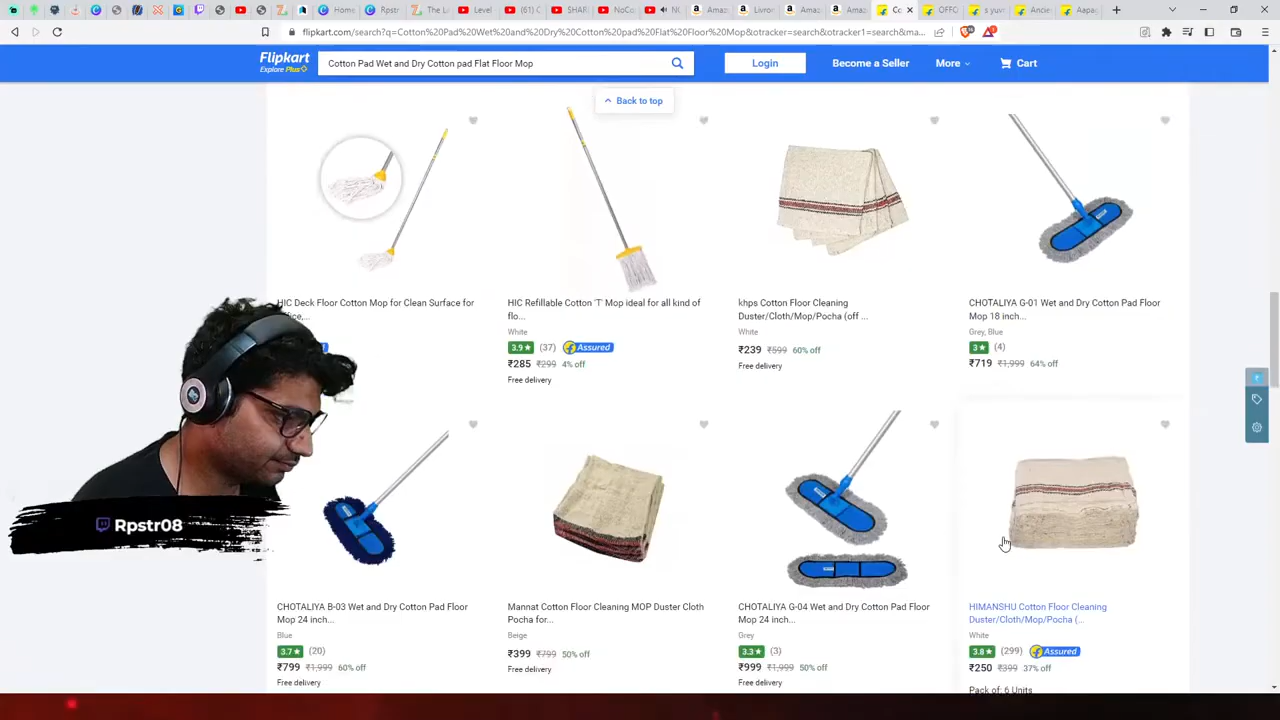 flipkart.com/search?q=Cotton%20Pad%20Wet%20and%20Dry%20Cotton%20pad%20Flat%20Floor%20Mop&otracker=search&otracker1=search&ma...
Flipkart
Explore Plus
Cotton Pad Wet and Dry Cotton pad Flat Floor Mop
Login
Become a Seller
More
Cart
Back to top
HIC Deck Floor Cotton Mop for Clean Surface for
HIC Refillable Cotton 'T' Mop ideal for all kind of
flo...
White
3.9★ (37) Assured
₹285 ₹299 4% off
Free delivery
khps Cotton Floor Cleaning
Duster/Cloth/Mop/Pocha (off ...
White
₹239 ₹599 60% off
Free delivery
CHOTALIYA G-01 Wet and Dry Cotton Pad Floor
Mop 18 inch...
Grey, Blue
3★ (4)
₹719 ₹1,999 64% off
Rpstr08
CHOTALIYA B-03 Wet and Dry Cotton Pad Floor
Mop 24 inch...
Blue
3.7★ (20)
₹799 ₹1,999 60% off
Free delivery
Mannat Cotton Floor Cleaning MOP Duster Cloth
Pocha for...
Beige
₹399 ₹799 50% off
Free delivery
CHOTALIYA G-04 Wet and Dry Cotton Pad Floor
Mop 24 inch...
Grey
3.3★ (3)
₹999 ₹1,999 50% off
Free delivery
HIMANSHU Cotton Floor Cleaning
Duster/Cloth/Mop/Pocha (...
White
3.8★ (299) Assured
₹250 ₹399 37% off
Pack of: 6 Units